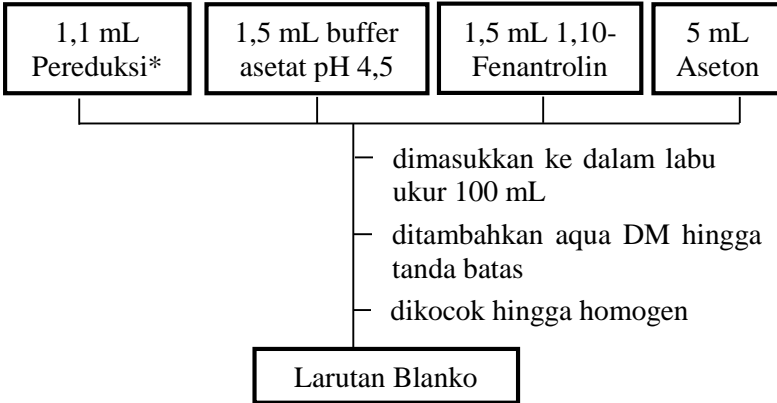 1,1 mL
Pereduksi*
1,5 mL buffer
asetat pH 4,5
1,5 mL 1,10-
Fenantrolin
5 mL
Aseton
dimasukkan ke dalam labu
ukur 100 mL
ditambahkan aqua DM hingga
tanda batas
dikocok hingga homogen
Larutan Blanko